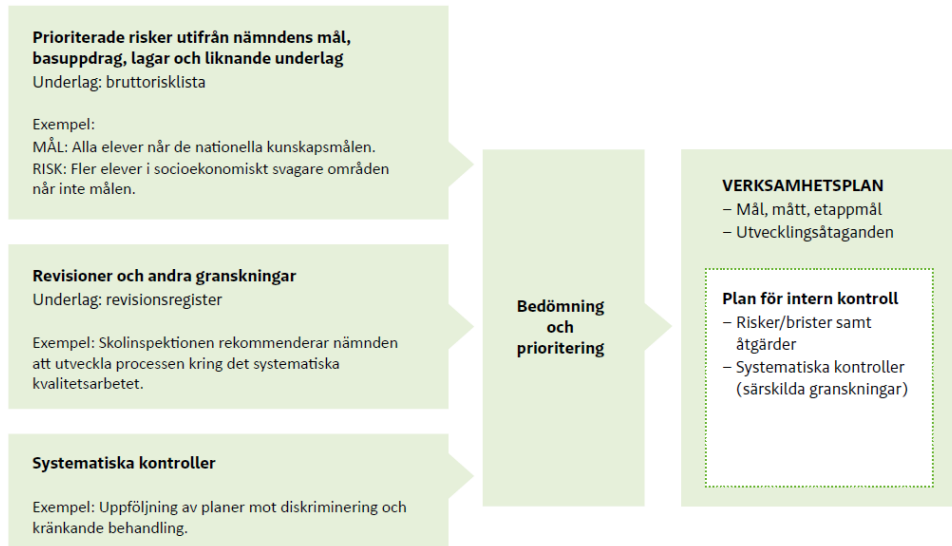 Prioriterade risker utifrån nämndens mål,
basuppdrag, lagar och liknande underlag
Underlag: bruttorisklista
Exempel:
MÅL: Alla elever når de nationella kunskapsmålen.
RISK: Fler elever i socioekonomiskt svagare områden
når inte målen.
Revisioner och andra granskningar
Underlag: revisionsregister
Exempel: Skolinspektionen rekommenderar nämnden
att utveckla processen kring det systematiska
kvalitetsarbetet.
Systematiska kontroller
Exempel: Uppföljning av planer mot diskriminering och
kränkande behandling.
Bedömning
och
prioritering
VERKSAMHETSPLAN
– Mål, mått, etappmål
– Utvecklingsåtaganden
Plan för intern kontroll
– Risker/brister samt
åtgärder
– Systematiska kontroller
(särskilda granskningar)